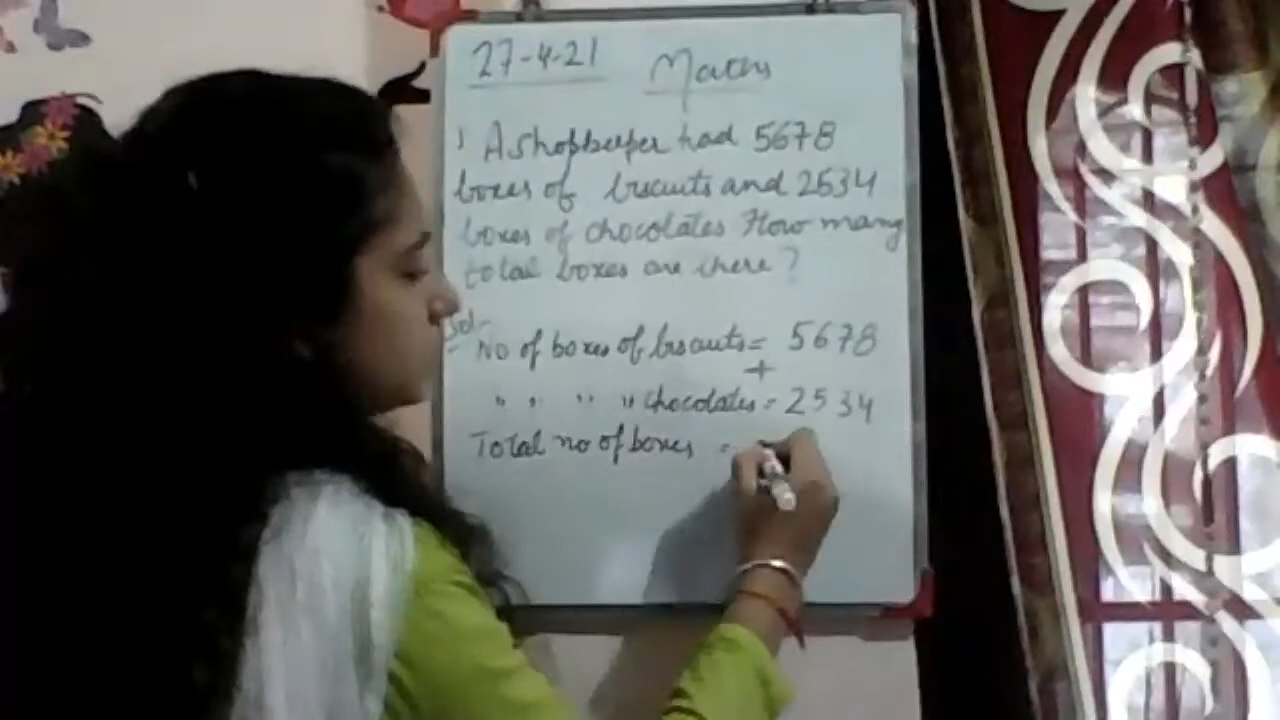 27-4-21 Maths
1 A shopkeeper had 5678
boxes of biscuits and 2534
boxes of chocolates How many
total boxes are there?
Sol-
No of boxes of biscuits = 5678
+
" " " " chocolates = 2534
Total no of boxes =